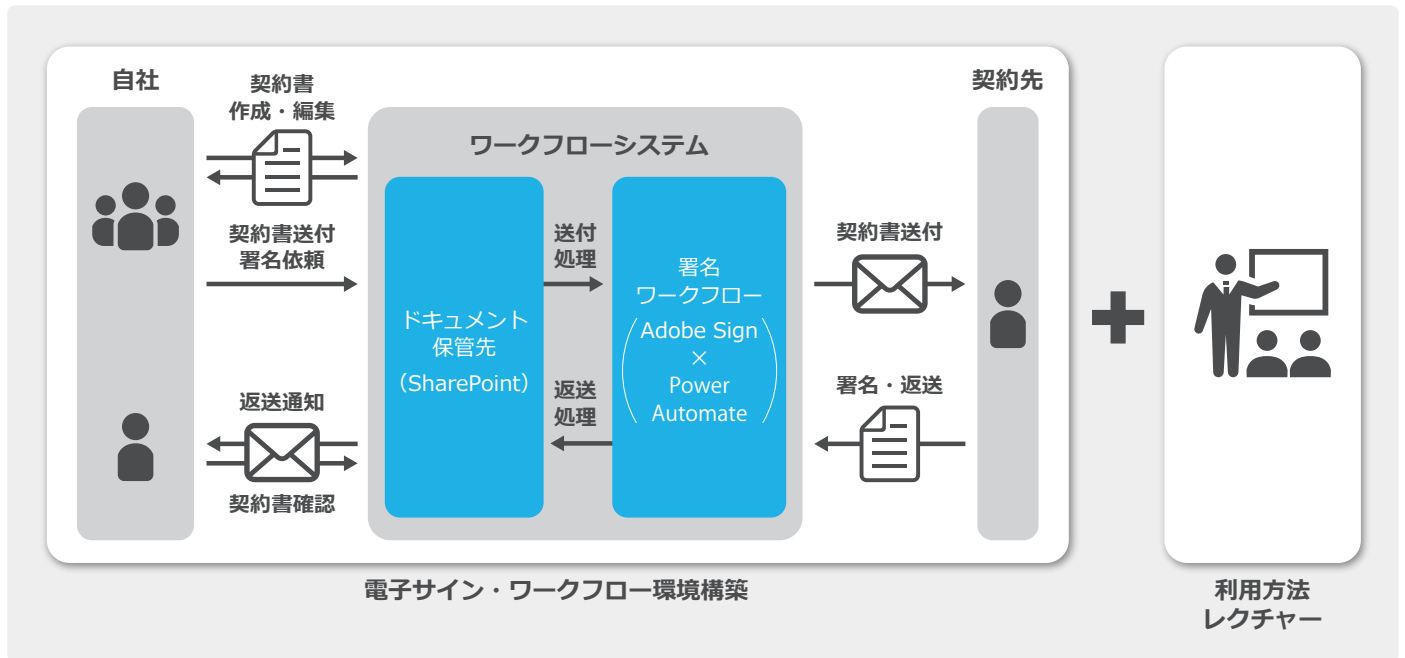 自社
契約書
作成・編集
契約書送付
署名依頼
返送通知
契約書確認
ワークフローシステム
ドキュメント
保管先
（SharePoint）
送付
処理
返送
処理
署名
ワークフロー
（Adobe Sign
×
Power
Automate）
契約書送付
署名・返送
契約先
電子サイン・ワークフロー環境構築
利用方法
レクチャー